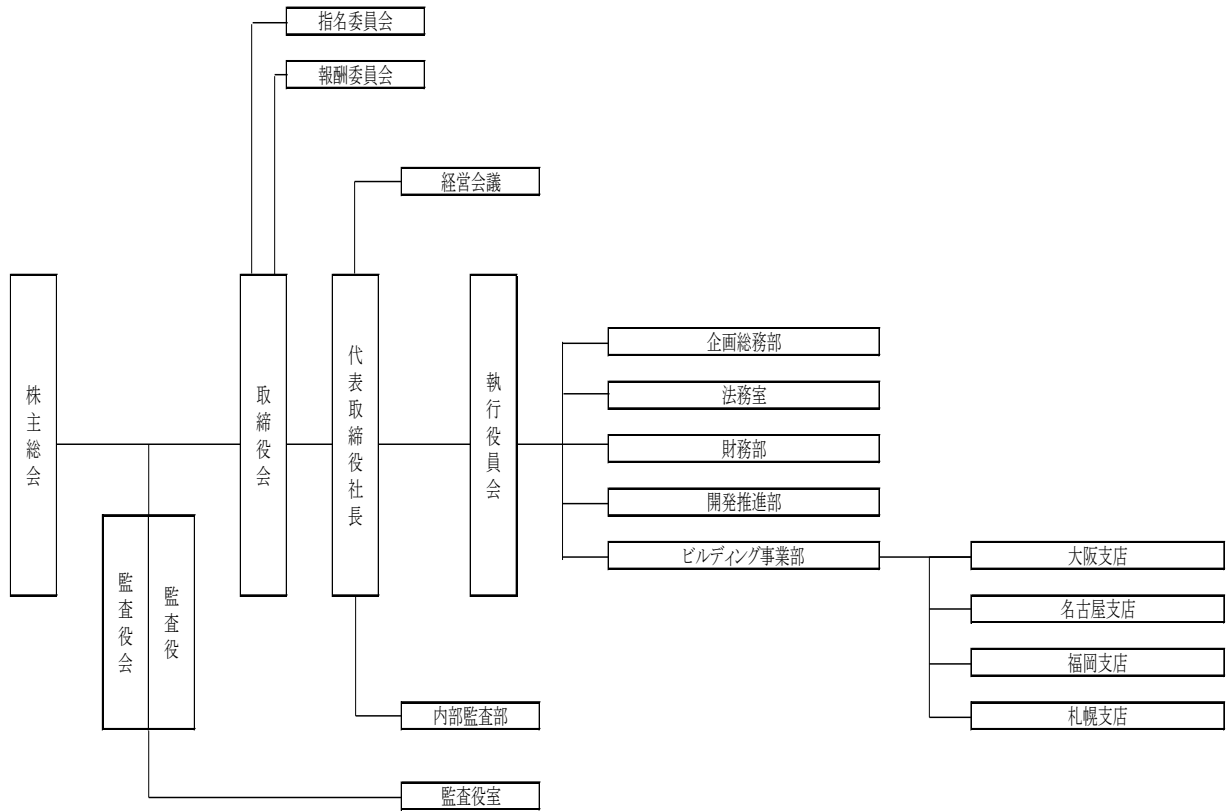 指名委員会
報酬委員会
経営会議
株主総会
監査役会
監査役
取締役会
代表取締役社長
執行役員会
企画総務部
法務室
財務部
開発推進部
ビルディング事業部
大阪支店
名古屋支店
福岡支店
札幌支店
内部監査部
監査役室